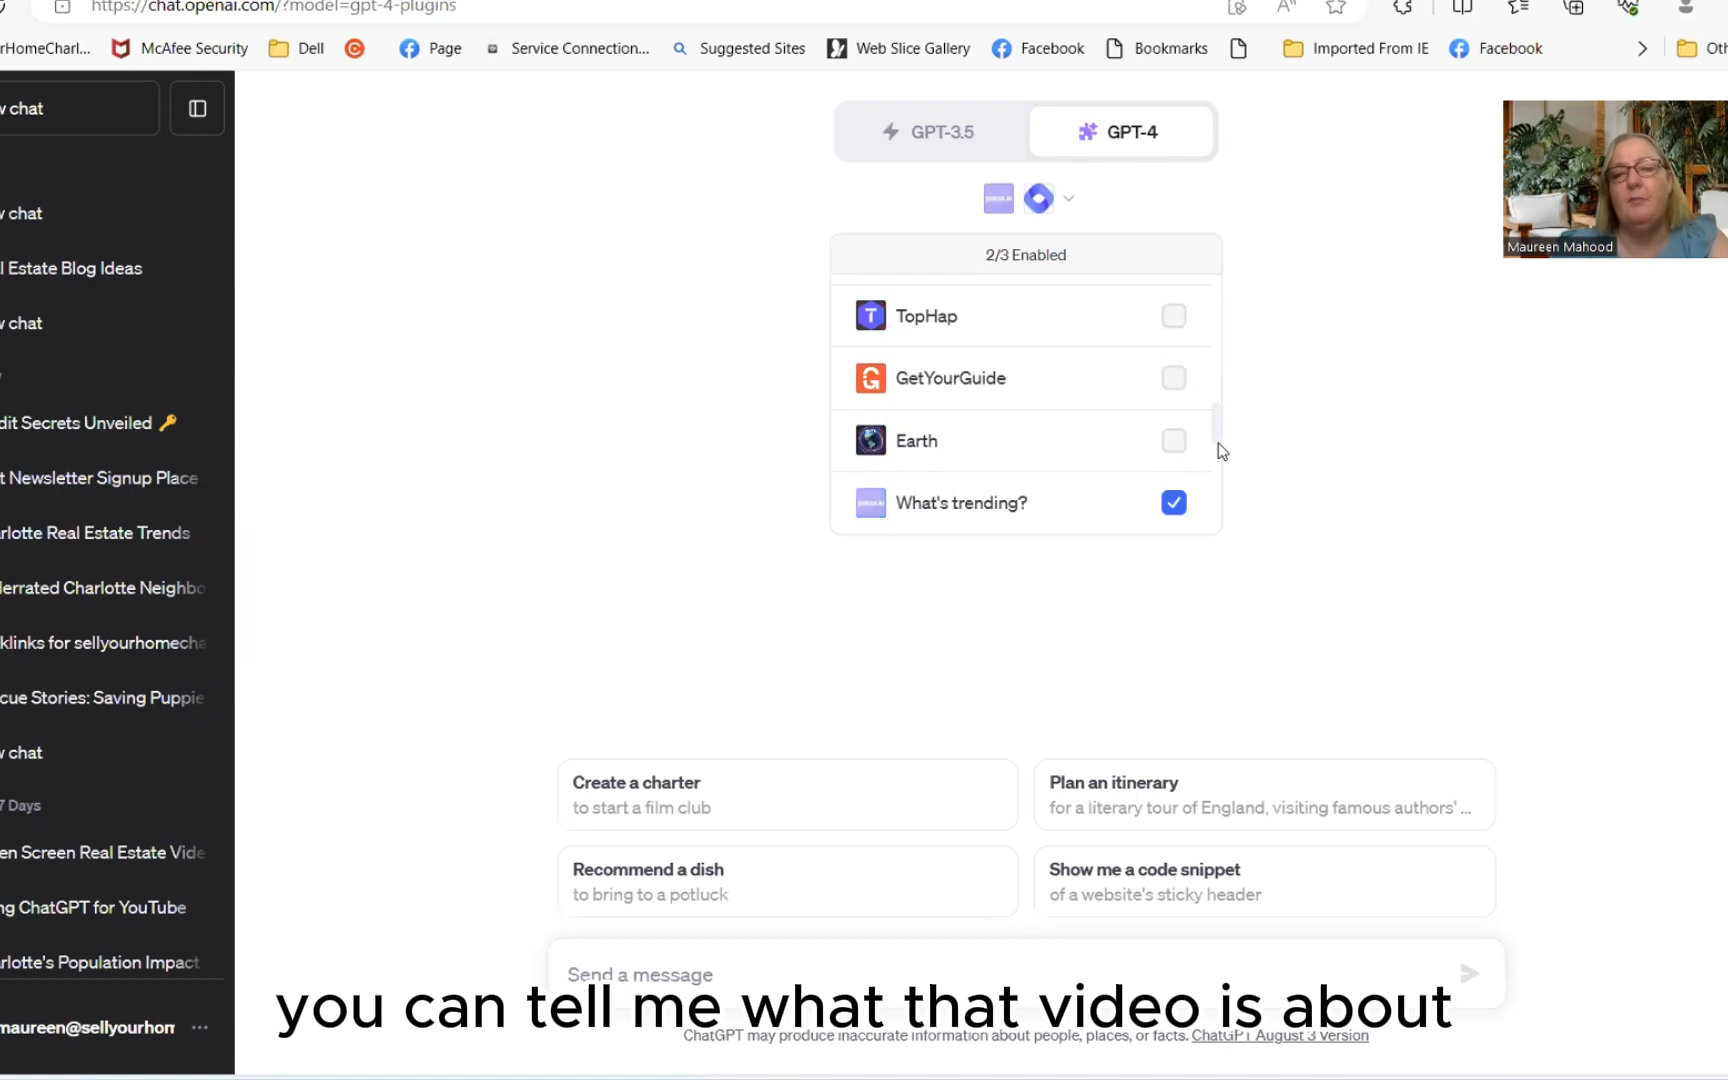 https://chat.openai.com/?model=gpt-4-plugins
rHomeCharl...
McAfee Security
Dell
Page
Service Connection...
Suggested Sites
Web Slice Gallery
Facebook
Bookmarks
Imported From IE
Facebook
Oth
w chat
w chat
l Estate Blog Ideas
w chat
dit Secrets Unveiled 🔑
t Newsletter Signup Place
rlotte Real Estate Trends
derrated Charlotte Neighbo
klinks for sellyourhomecha
cue Stories: Saving Puppie
w chat
7 Days
en Screen Real Estate Vide
ng ChatGPT for YouTube
rlotte's Population Impact
maureen@sellyourhom
GPT-3.5
GPT-4
2/3 Enabled
TopHap
GetYourGuide
Earth
What's trending?
Maureen Mahood
Create a charter
to start a film club
Plan an itinerary
for a literary tour of England, visiting famous authors' ...
Recommend a dish
to bring to a potluck
Show me a code snippet
of a website's sticky header
Send a message
you can tell me what that video is about
ChatGPT may produce inaccurate information about people, places, or facts. ChatGPT August 3 Version